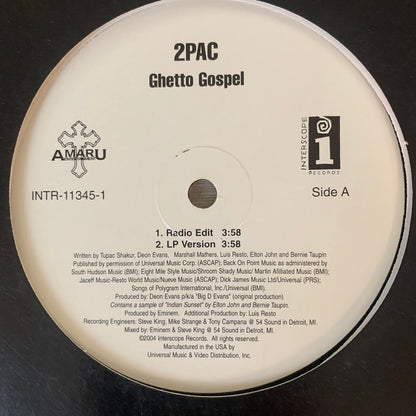 2PAC
Ghetto Gospel
AMARU
INTERSCOPE
RECORDS
INTR-11345-1
Side A
1. Radio Edit 3:58
2. LP Version 3:58
Written by Tupac Shakur, Deon Evans, Marshall Mathers, Luis Resto, Elton John and Bernie Taupin
Published by permission of Universal Music Corp. (ASCAP); Back On Point Music as administered by
South Hudson Music (BMI); Eight Mile Style Music/Shroom Shady Music/ Martin Affiliated Music (BMI);
Jaceff Music-Resto World Music/Nueve Music (ASCAP); Dick James Music Ltd/Universal (PRS);
Songs of Polygram International, Inc./Universal (BMI).
Produced by: Deon Evans p/k/a "Big D Evans" (original production)
Contains a sample of "Indian Sunset" by Elton John and Bernie Taupin.
Produced by Eminem. Additional Production by: Luis Resto
Recording Engineers: Steve King, Mike Strange & Tony Campana @ 54 Sound in Detroit, MI.
Mixed by: Eminem & Steve King @ 54 Sound in Detroit, MI.
©2004 Interscope Records. All rights reserved.
Manufactured in the USA by
Universal Music & Video Distribution, Inc.